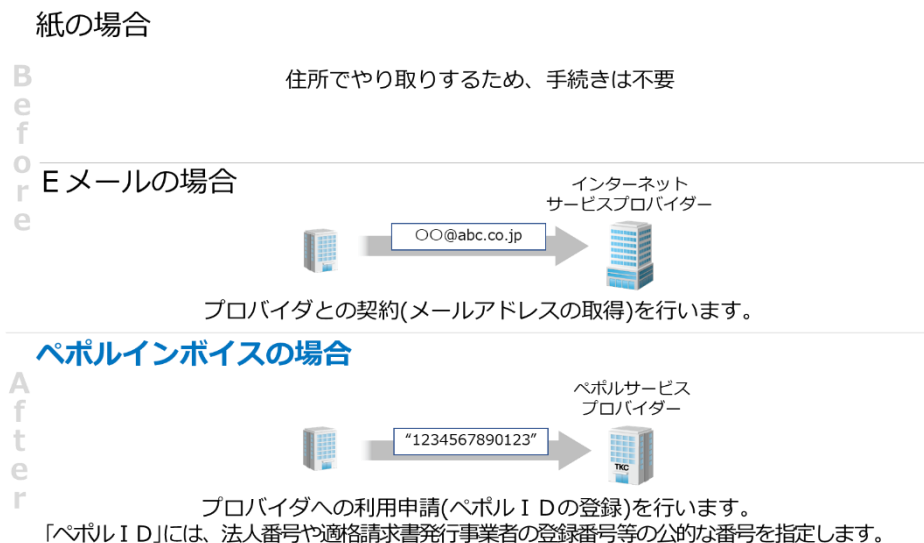 紙の場合
Before
住所でやり取りするため、手続きは不要
Eメールの場合
インターネット
サービスプロバイダー
〇〇@abc.co.jp
プロバイダとの契約(メールアドレスの取得)を行います。
ペポルインボイスの場合
After
ペポルサービス
プロバイダー
"1234567890123"
TKC
プロバイダへの利用申請(ペポルIDの登録)を行います。
「ペポルID」には、法人番号や適格請求書発行事業者の登録番号等の公的な番号を指定します。